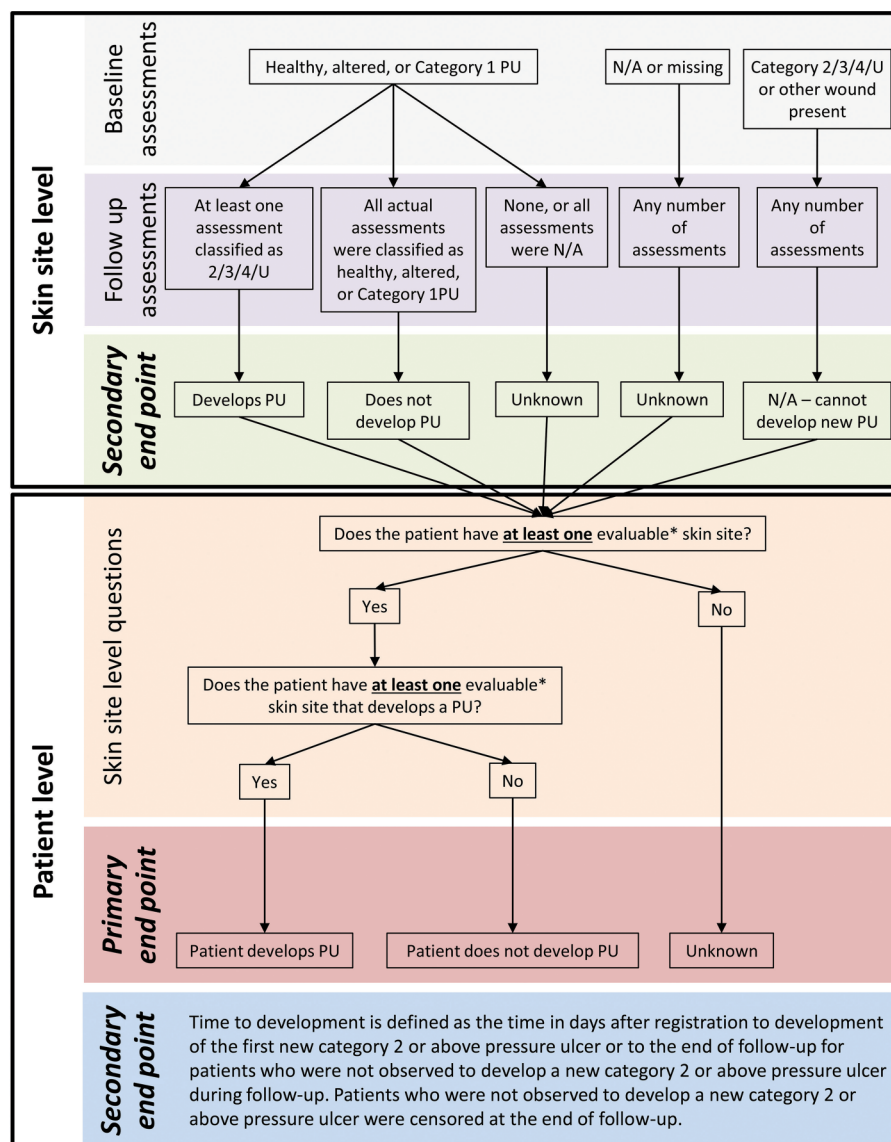 Skin site level
Baseline
assessments
Healthy, altered, or Category 1 PU
N/A or missing
Category 2/3/4/U
or other wound
present
Follow up
assessments
At least one
assessment
classified as
2/3/4/U
All actual
assessments
were classified as
healthy, altered,
or Category 1PU
None, or all
assessments
were N/A
Any number
of
assessments
Any number
of
assessments
Secondary
end point
Develops PU
Does not
develop PU
Unknown
Unknown
N/A – cannot
develop new PU
Patient level
Skin site level questions
Does the patient have at least one evaluable* skin site?
Yes
No
Does the patient have at least one evaluable*
skin site that develops a PU?
Yes
No
Primary
end point
Patient develops PU
Patient does not develop PU
Unknown
Secondary
end point
Time to development is defined as the time in days after registration to development
of the first new category 2 or above pressure ulcer or to the end of follow-up for
patients who were not observed to develop a new category 2 or above pressure ulcer
during follow-up. Patients who were not observed to develop a new category 2 or
above pressure ulcer were censored at the end of follow-up.